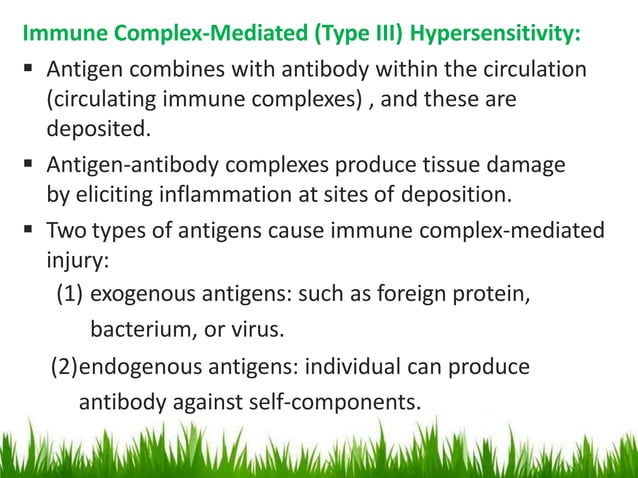 Immune Complex-Mediated (Type III) Hypersensitivity:
▪ Antigen combines with antibody within the circulation
(circulating immune complexes) , and these are
deposited.
▪ Antigen-antibody complexes produce tissue damage
by eliciting inflammation at sites of deposition.
▪ Two types of antigens cause immune complex-mediated
injury:
(1) exogenous antigens: such as foreign protein,
bacterium, or virus.
(2)endogenous antigens: individual can produce
antibody against self-components.